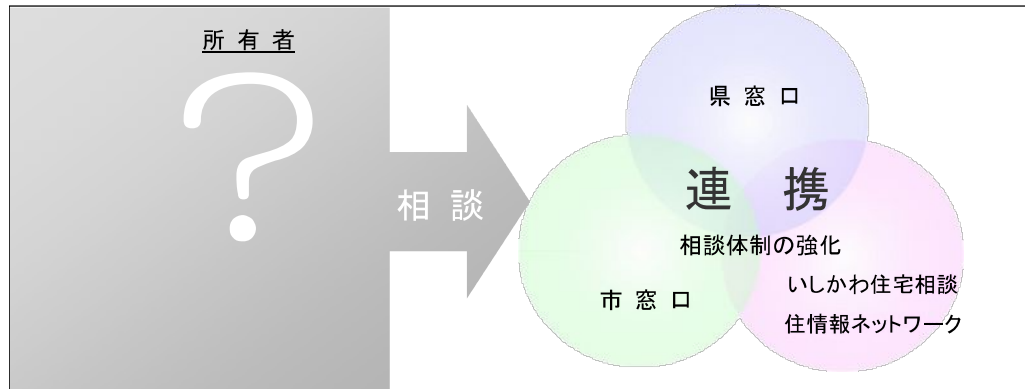 所有者
?
相談
県窓口
連携
相談体制の強化
市窓口
いしかわ住宅相談
住情報ネットワーク